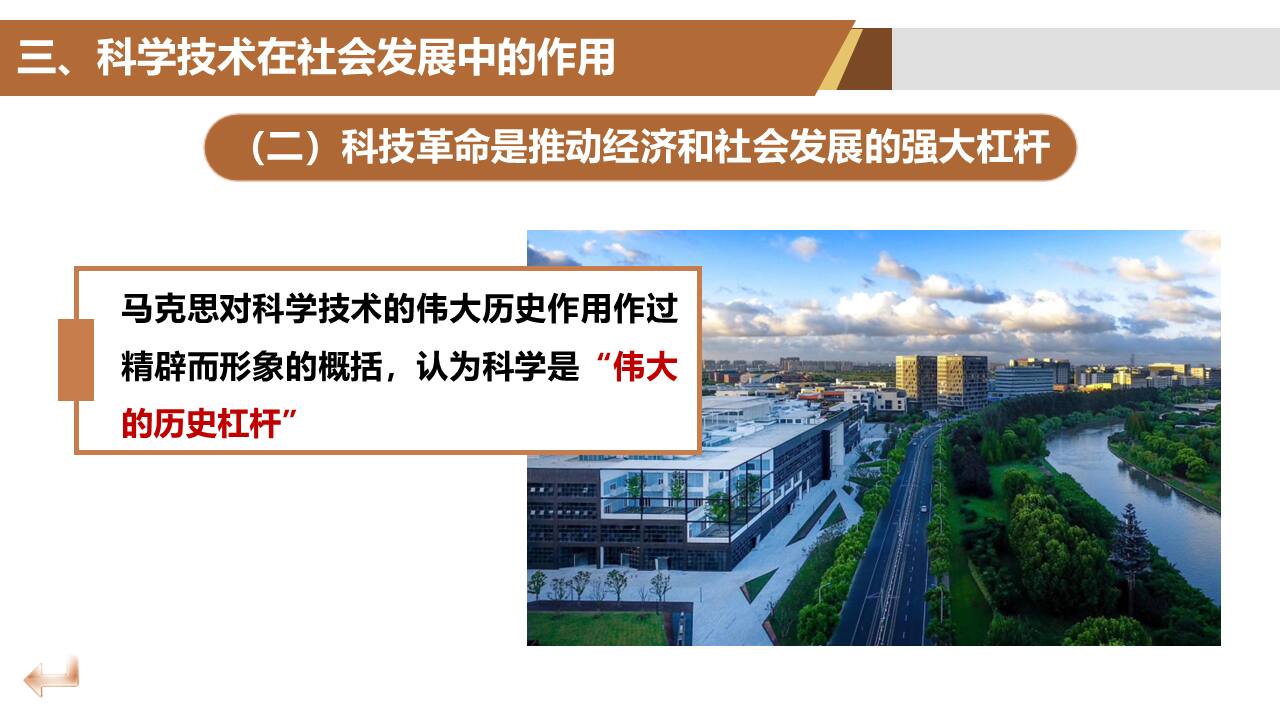 三、科学技术在社会发展中的作用
（二）科技革命是推动经济和社会发展的强大杠杆
马克思对科学技术的伟大历史作用作过
精辟而形象的概括，认为科学是“伟大
的历史杠杆”